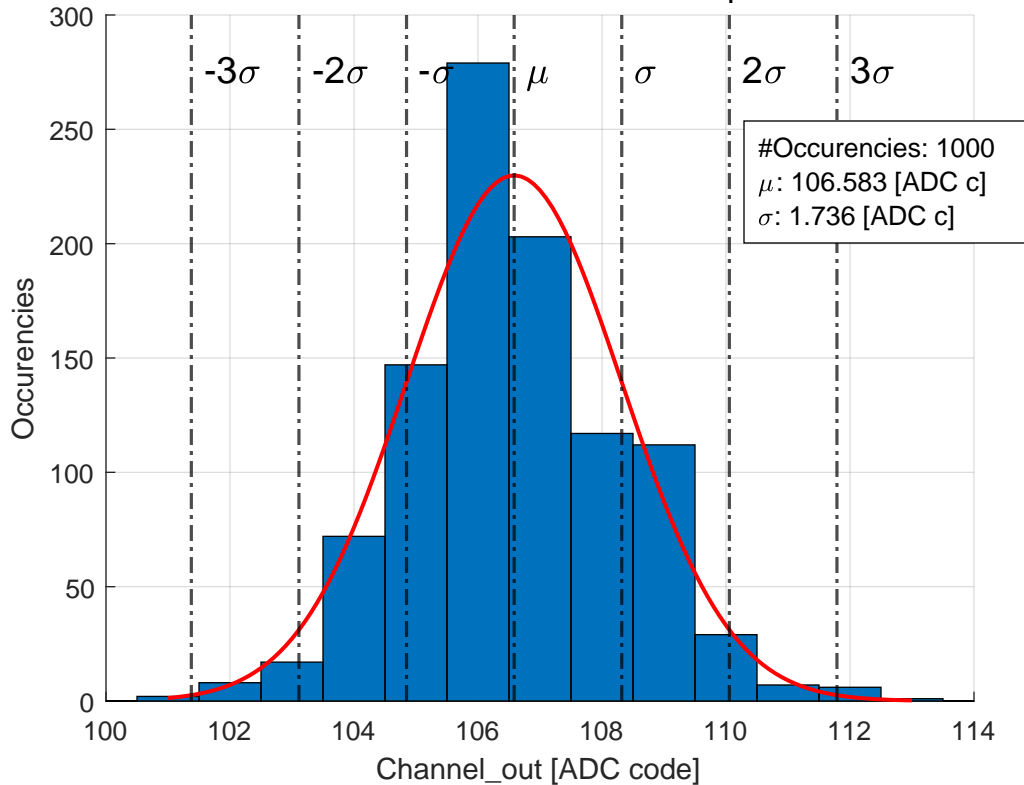 300
250
200
150
100
50
0
-3σ -2σ -σ μ σ 2σ 3σ
#Occurencies: 1000
μ: 106.583 [ADC c]
σ: 1.736 [ADC c]
Occurencies
100 102 104 106 108 110 112 114
Channel_out [ADC code]